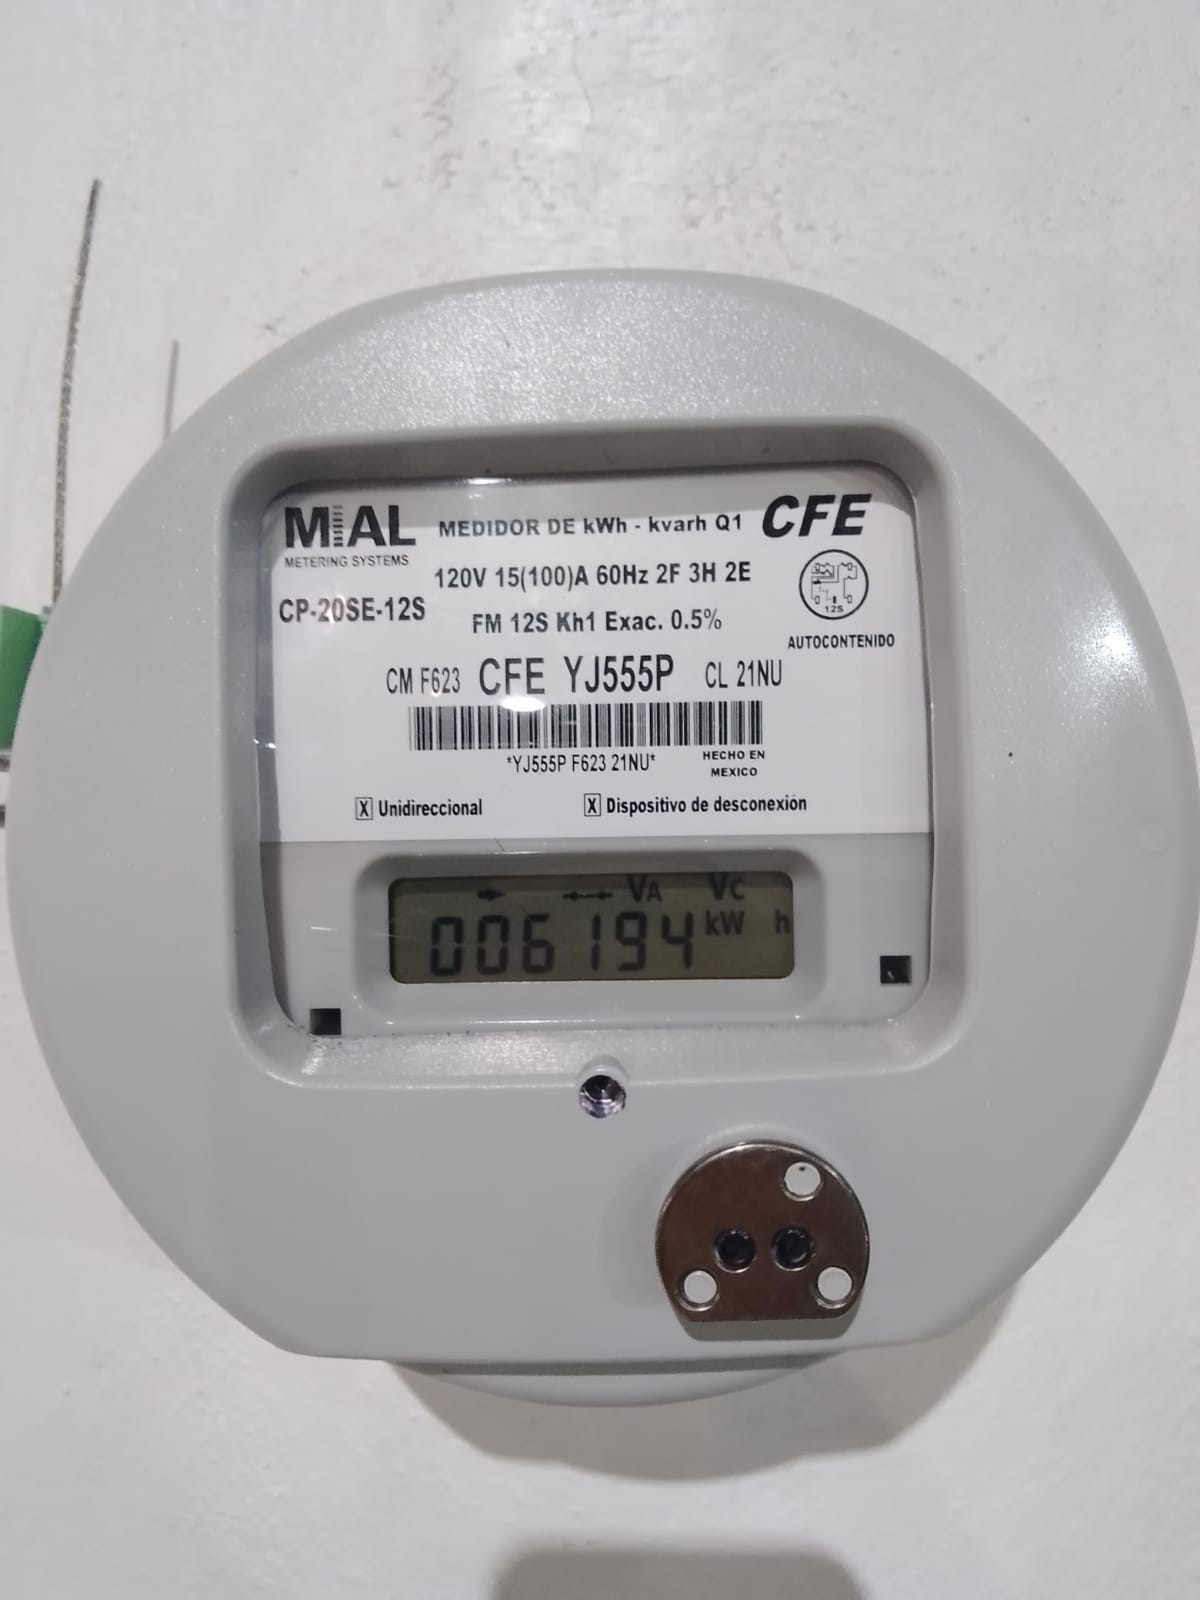 MIAL
METERING SYSTEMS
MEDIDOR DE kWh - kvarh Q1
CFE
120V 15(100)A 60Hz 2F 3H 2E
CP-20SE-12S
FM 12S Kh1 Exac. 0.5%
12S
AUTOCONTENIDO
CM F623 CFE YJ555P CL 21NU
*YJ555P F623 21NU*
HECHO EN
MEXICO
X Unidireccional
X Dispositivo de desconexión
VA VC
006194 kW h